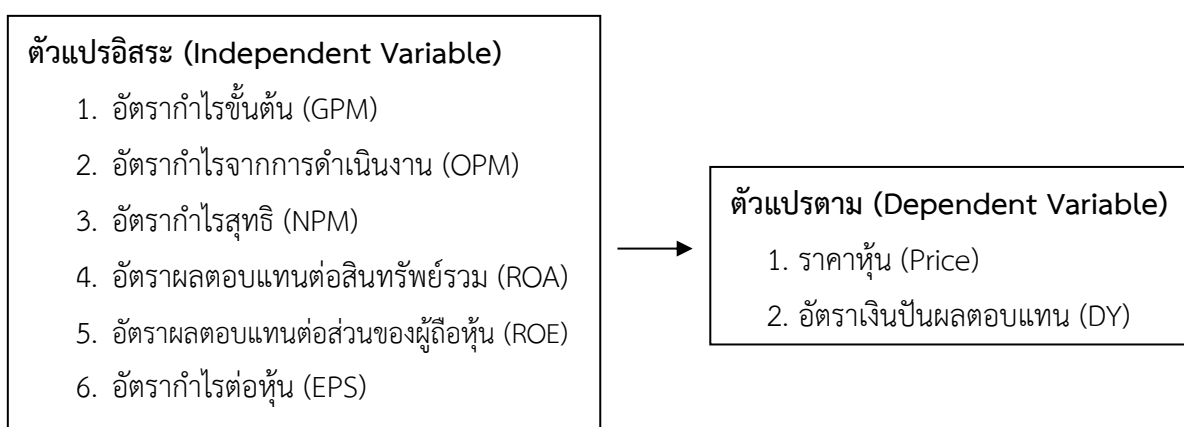 ตัวแปรอิสระ (Independent Variable)
1. อัตรากำไรขั้นต้น (GPM)
2. อัตรากำไรจากการดำเนินงาน (OPM)
3. อัตรากำไรสุทธิ (NPM)
4. อัตราผลตอบแทนต่อสินทรัพย์รวม (ROA)
5. อัตราผลตอบแทนต่อส่วนของผู้ถือหุ้น (ROE)
6. อัตรากำไรต่อหุ้น (EPS)
ตัวแปรตาม (Dependent Variable)
1. ราคาหุ้น (Price)
2. อัตราเงินปันผลตอบแทน (DY)